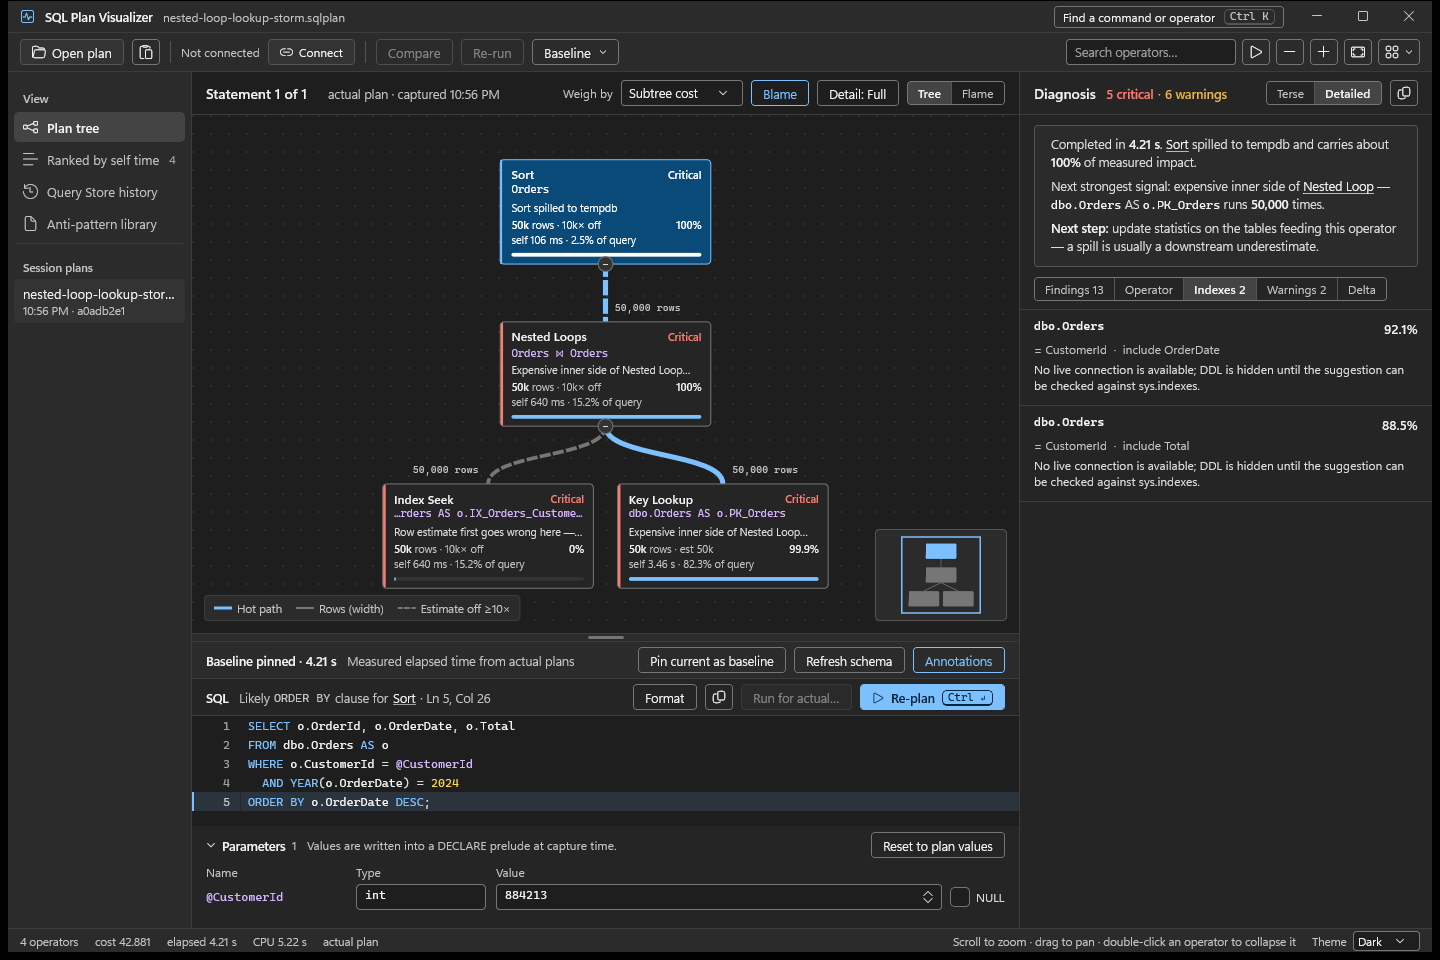 SQL Plan Visualizer nested-loop-lookup-storm.sqlplan
Find a command or operator Ctrl K
Open plan
Not connected
Connect
Compare
Re-run
Baseline
Search operators...
View
Plan tree
Ranked by self time 4
Query Store history
Anti-pattern library
Session plans
nested-loop-lookup-stor...
10:56 PM · a0adb2e1
Statement 1 of 1 actual plan · captured 10:56 PM
Weigh by Subtree cost
Blame
Detail: Full
Tree Flame
Sort Critical
Orders
Sort spilled to tempdb
50k rows · 10k× off 100%
self 106 ms · 2.5% of query
50,000 rows
Nested Loops Critical
Orders ⋈ Orders
Expensive inner side of Nested Loop...
50k rows · 10k× off 100%
self 640 ms · 15.2% of query
50,000 rows
50,000 rows
Index Seek Critical
…rders AS o.IX_Orders_Custome…
Row estimate first goes wrong here —...
50k rows · 10k× off 0%
self 640 ms · 15.2% of query
Key Lookup Critical
dbo.Orders AS o.PK_Orders
Expensive inner side of Nested Loop...
50k rows · est 50k 99.9%
self 3.46 s · 82.3% of query
Hot path Rows (width) Estimate off ≥10×
Baseline pinned · 4.21 s Measured elapsed time from actual plans
Pin current as baseline
Refresh schema
Annotations
SQL Likely ORDER BY clause for Sort · Ln 5, Col 26
Format
Run for actual...
Re-plan Ctrl ↵
1 SELECT o.OrderId, o.OrderDate, o.Total
2 FROM dbo.Orders AS o
3 WHERE o.CustomerId = @CustomerId
4 AND YEAR(o.OrderDate) = 2024
5 ORDER BY o.OrderDate DESC;
Parameters 1 Values are written into a DECLARE prelude at capture time.
Reset to plan values
Name Type Value
@CustomerId int 884213 NULL
Diagnosis 5 critical · 6 warnings
Terse Detailed
Completed in 4.21 s. Sort spilled to tempdb and carries about
100% of measured impact.
Next strongest signal: expensive inner side of Nested Loop —
dbo.Orders AS o.PK_Orders runs 50,000 times.
Next step: update statistics on the tables feeding this operator
— a spill is usually a downstream underestimate.
Findings 13 Operator Indexes 2 Warnings 2 Delta
dbo.Orders 92.1%
= CustomerId · include OrderDate
No live connection is available; DDL is hidden until the suggestion can
be checked against sys.indexes.
dbo.Orders 88.5%
= CustomerId · include Total
No live connection is available; DDL is hidden until the suggestion can
be checked against sys.indexes.
4 operators cost 42.881 elapsed 4.21 s CPU 5.22 s actual plan
Scroll to zoom · drag to pan · double-click an operator to collapse it Theme Dark